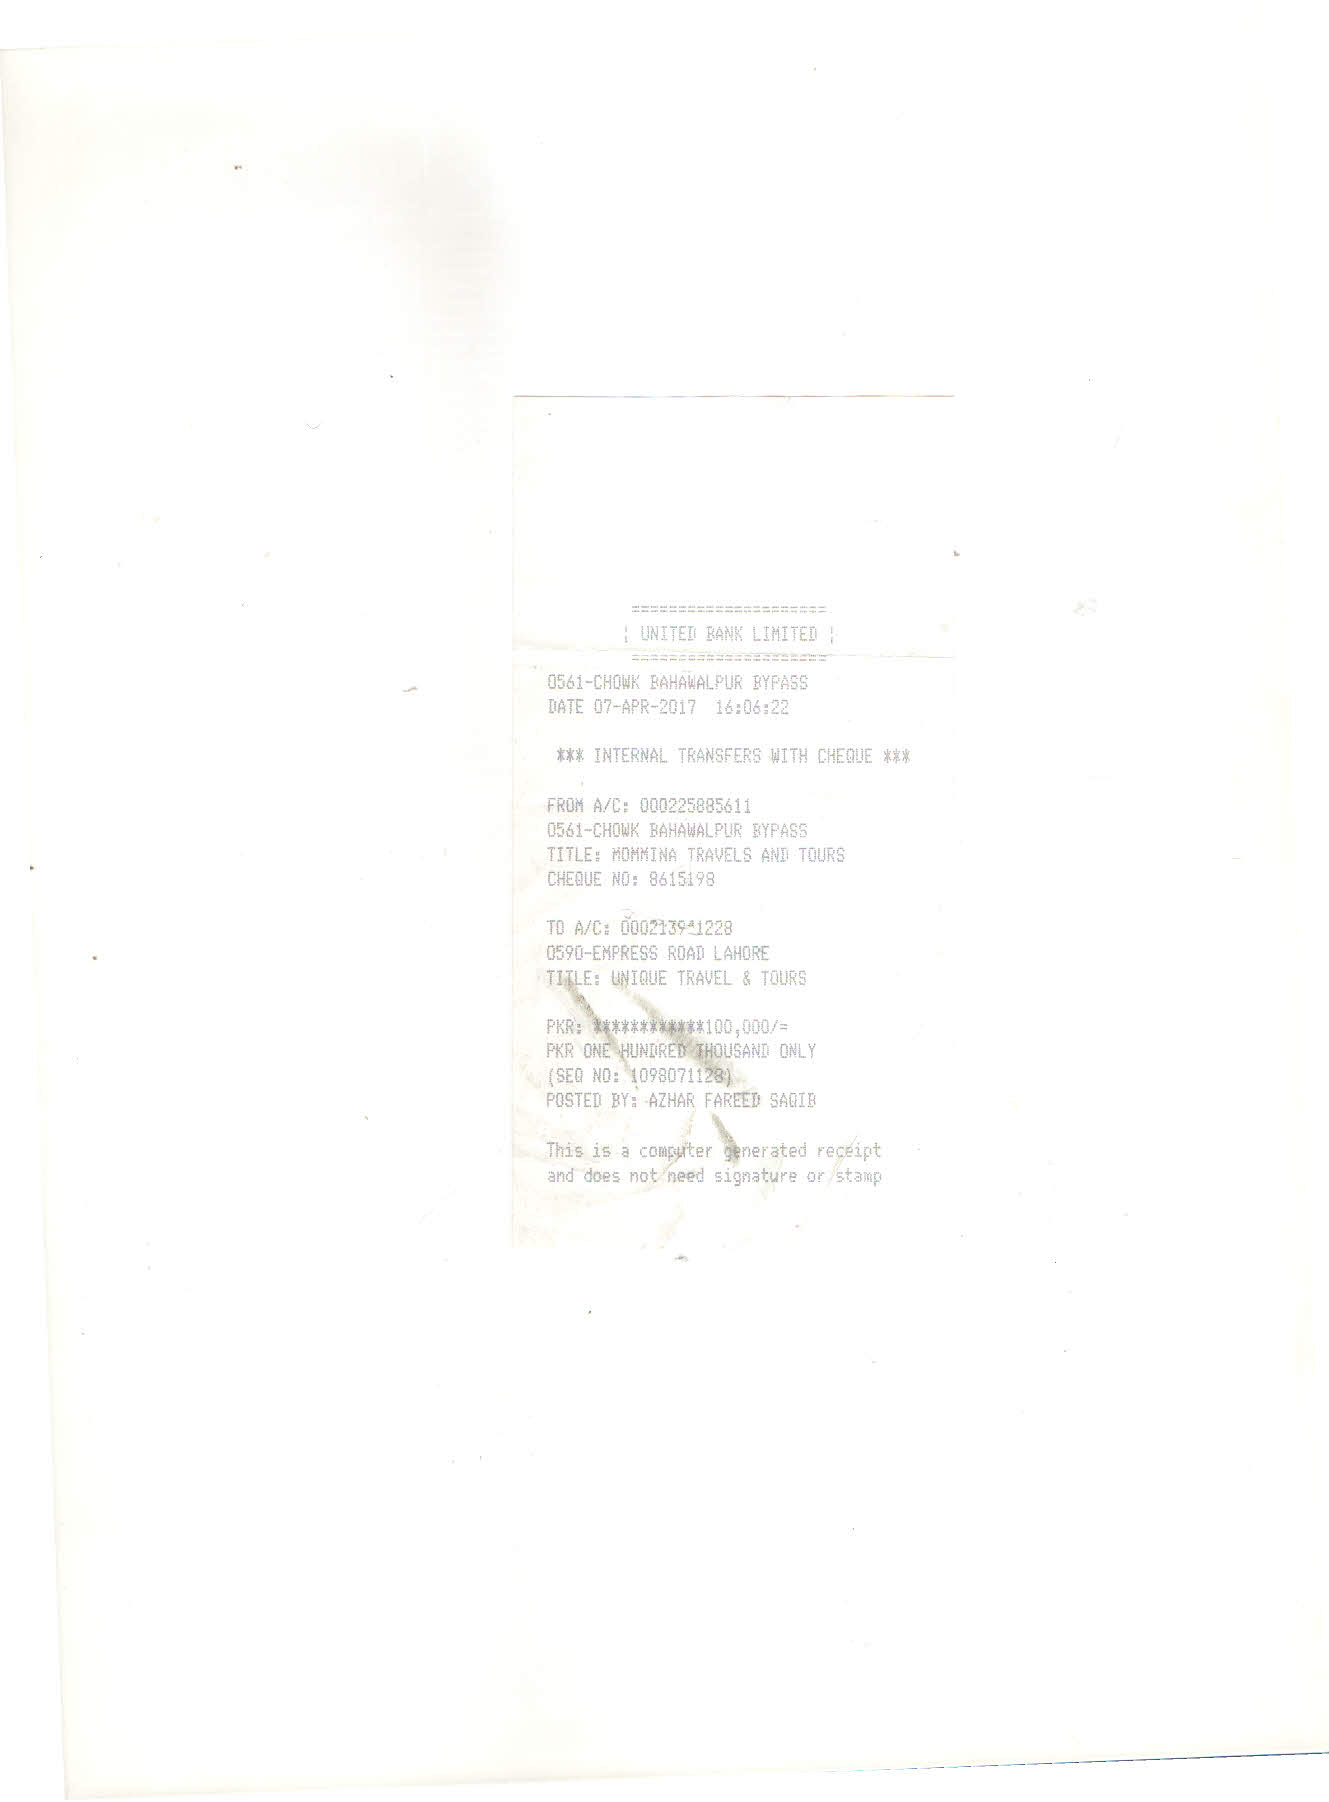 ====================
¦ UNITED BANK LIMITED ¦
====================
0561-CHOWK BAHAWALPUR BYPASS
DATE 07-APR-2017 16:06:22
*** INTERNAL TRANSFERS WITH CHEQUE ***
FROM A/C: 000225885611
0561-CHOWK BAHAWALPUR BYPASS
TITLE: MOMMINA TRAVELS AND TOURS
CHEQUE NO: 8615198
TO A/C:
0590-EMPRESS ROAD LAHORE
TITLE: UNIQUE TRAVEL & TOURS
PKR: ************100,000/=
PKR ONE HUNDRED THOUSAND ONLY
(SEQ NO: 1098071128)
POSTED BY: AZHAR FAREED SAQIB
This is a computer generated receipt
and does not need signature or stamp